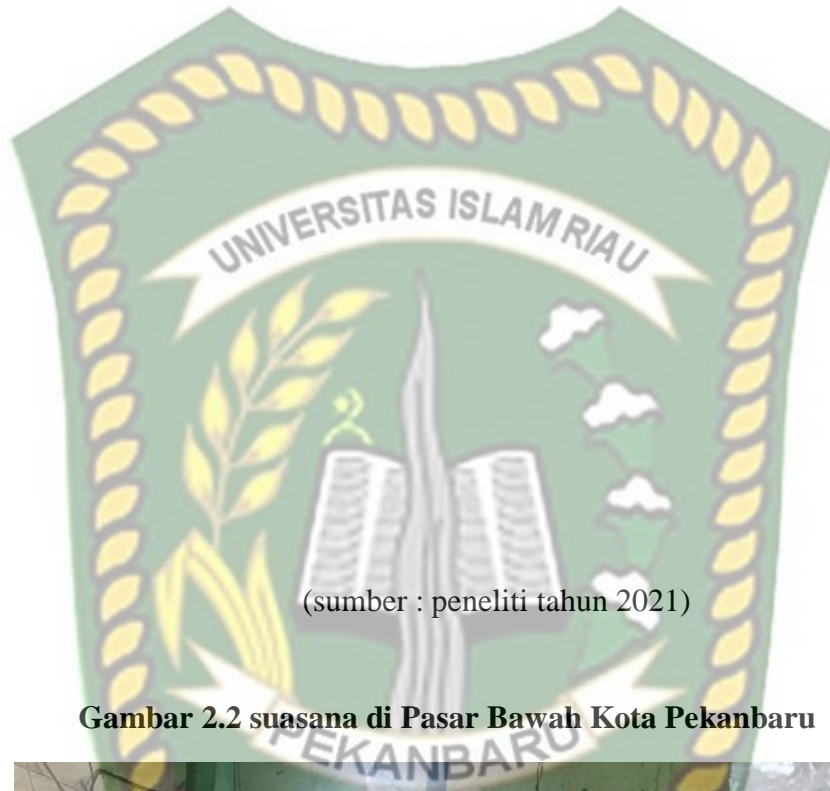 UNIVERSITAS ISLAM RIAU
(sumber : peneliti tahun 2021)
Gambar 2.2 suasana di Pasar Bawah Kota Pekanbaru
PEKANBARU